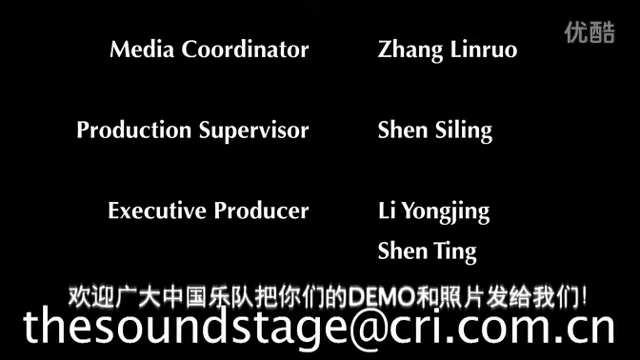 优酷
Media Coordinator Zhang Linruo
Production Supervisor Shen Siling
Executive Producer Li Yongjing
Shen Ting
欢迎广大中国乐队把你们的DEMO和照片发给我们!
thesoundstage@cri.com.cn